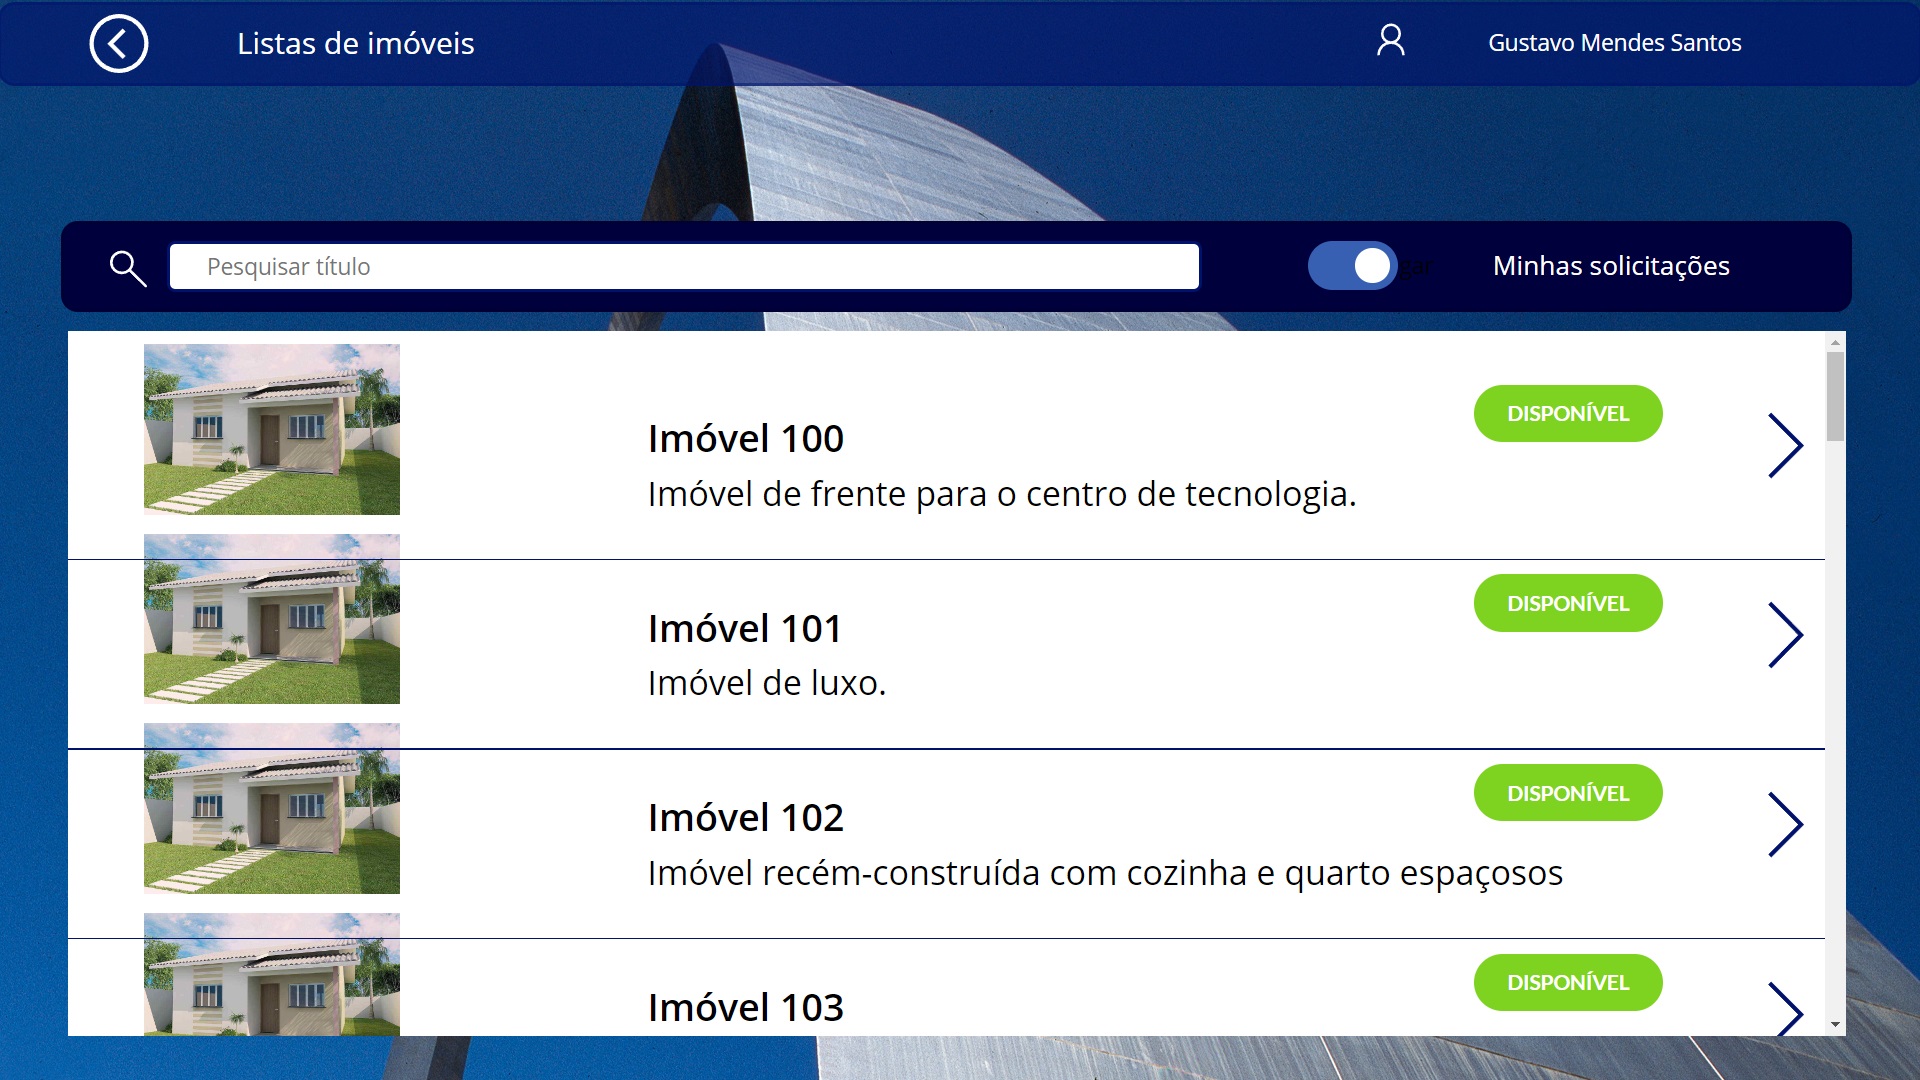 Listas de imóveis
Gustavo Mendes Santos
Pesquisar título
Minhas solicitações
DISPONÍVEL
Imóvel 100
Imóvel de frente para o centro de tecnologia.
DISPONÍVEL
Imóvel 101
Imóvel de luxo.
DISPONÍVEL
Imóvel 102
Imóvel recém-construída com cozinha e quarto espaçosos
DISPONÍVEL
Imóvel 103